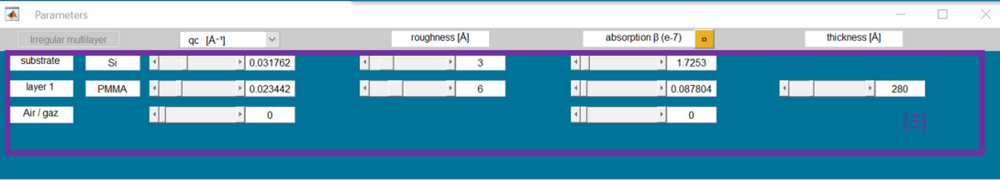 Parameters
Irregular multilayer qc [Å⁻¹] roughness [Å] absorption β (e-7) ¤ thickness [Å]
substrate Si 0.031762 3 1.7253
layer 1 PMMA 0.023442 6 0.087804 280
Air / gaz 0 0
(3)